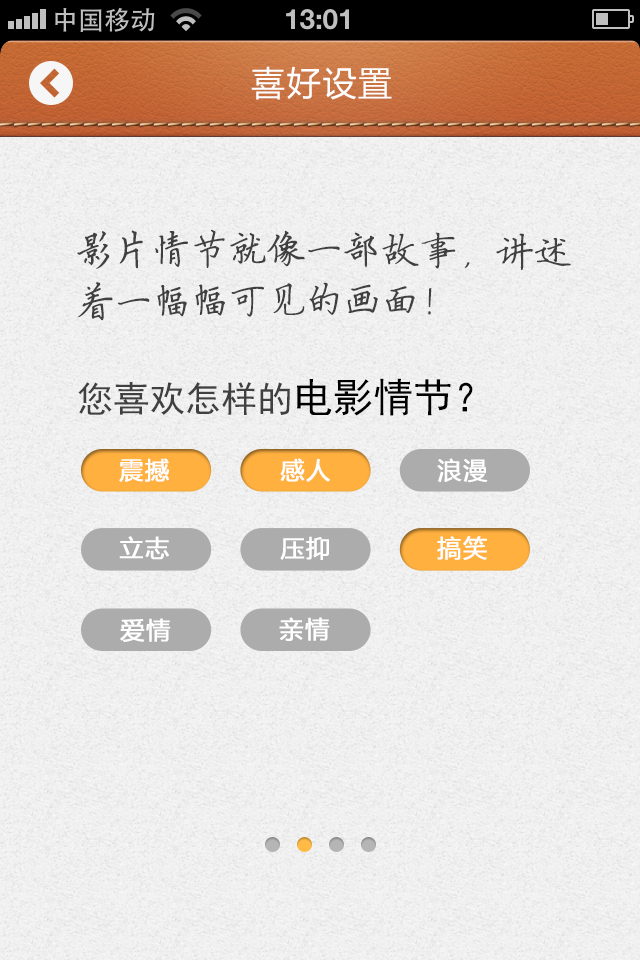 中国移动 13:01
喜好设置
影片情节就像一部故事，讲述
着一幅幅可见的画面！
您喜欢怎样的电影情节？
震撼 感人 浪漫
立志 压抑 搞笑
爱情 亲情